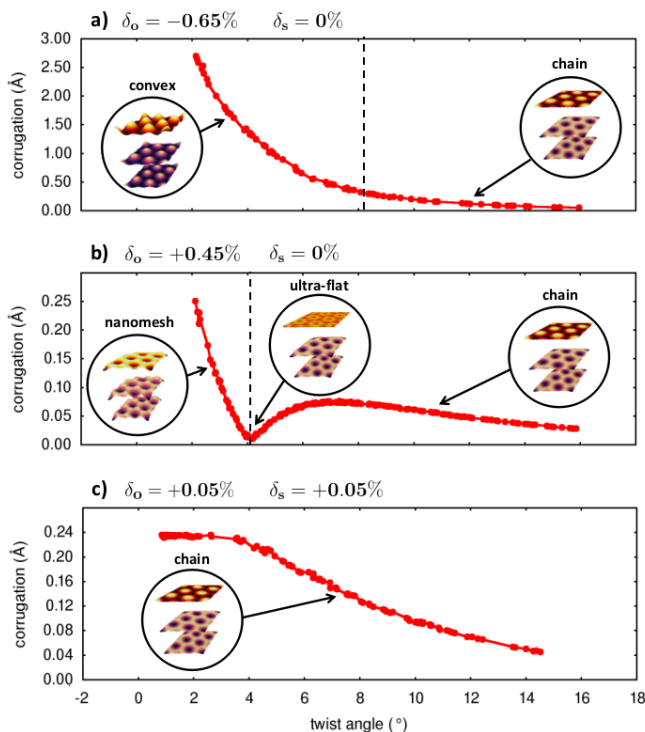 a) δo = −0.65% δs = 0%
3.00
2.50
2.00
1.50
1.00
0.50
0.00
corrugation (Å)
convex
chain
b) δo = +0.45% δs = 0%
0.25
0.20
0.15
0.10
0.05
0.00
corrugation (Å)
nanomesh
ultra-flat
chain
c) δo = +0.05% δs = +0.05%
0.24
0.20
0.16
0.12
0.08
0.04
0.00
corrugation (Å)
chain
-2 0 2 4 6 8 10 12 14 16 18
twist angle (°)